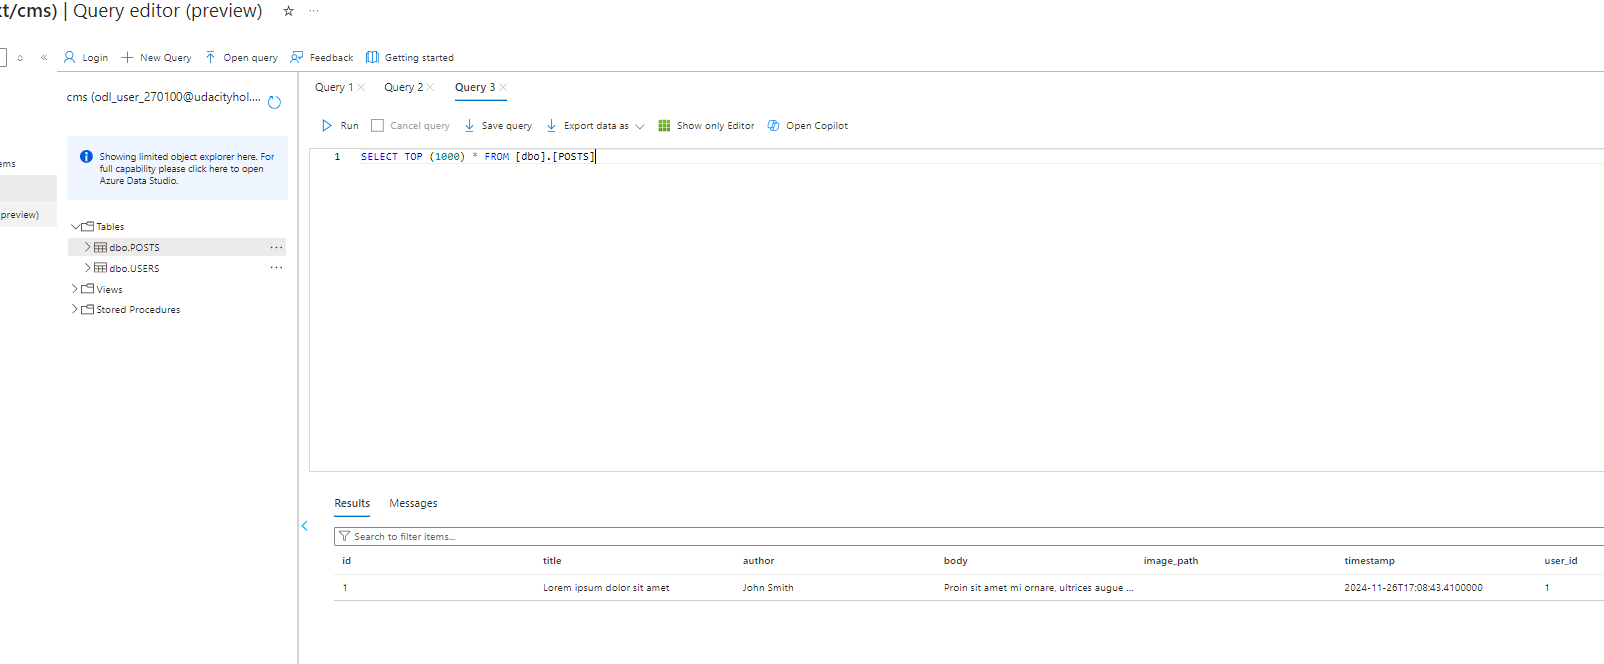 xt/cms) | Query editor (preview)
Login New Query Open query Feedback Getting started
cms (odl_user_270100@udacityhol....
Showing limited object explorer here. For
full capability please click here to open
Azure Data Studio.
ems
preview)
Tables
dbo.POSTS
dbo.USERS
Views
Stored Procedures
Query 1 Query 2 Query 3
Run Cancel query Save query Export data as Show only Editor Open Copilot
1 SELECT TOP (1000) * FROM [dbo].[POSTS]
Results Messages
Search to filter items...
id title author body image_path timestamp user_id
1 Lorem ipsum dolor sit amet John Smith Proin sit amet mi ornare, ultrices augue ... 2024-11-26T17:08:43.4100000 1